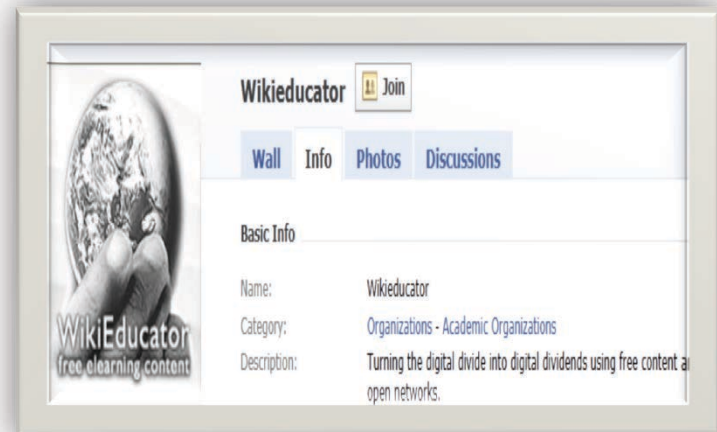 Wikieducator Join
Wall Info Photos Discussions
Basic Info
Name: Wikieducator
Category: Organizations - Academic Organizations
Description: Turning the digital divide into digital dividends using free content
open networks.
WikiEducator
free elearning content